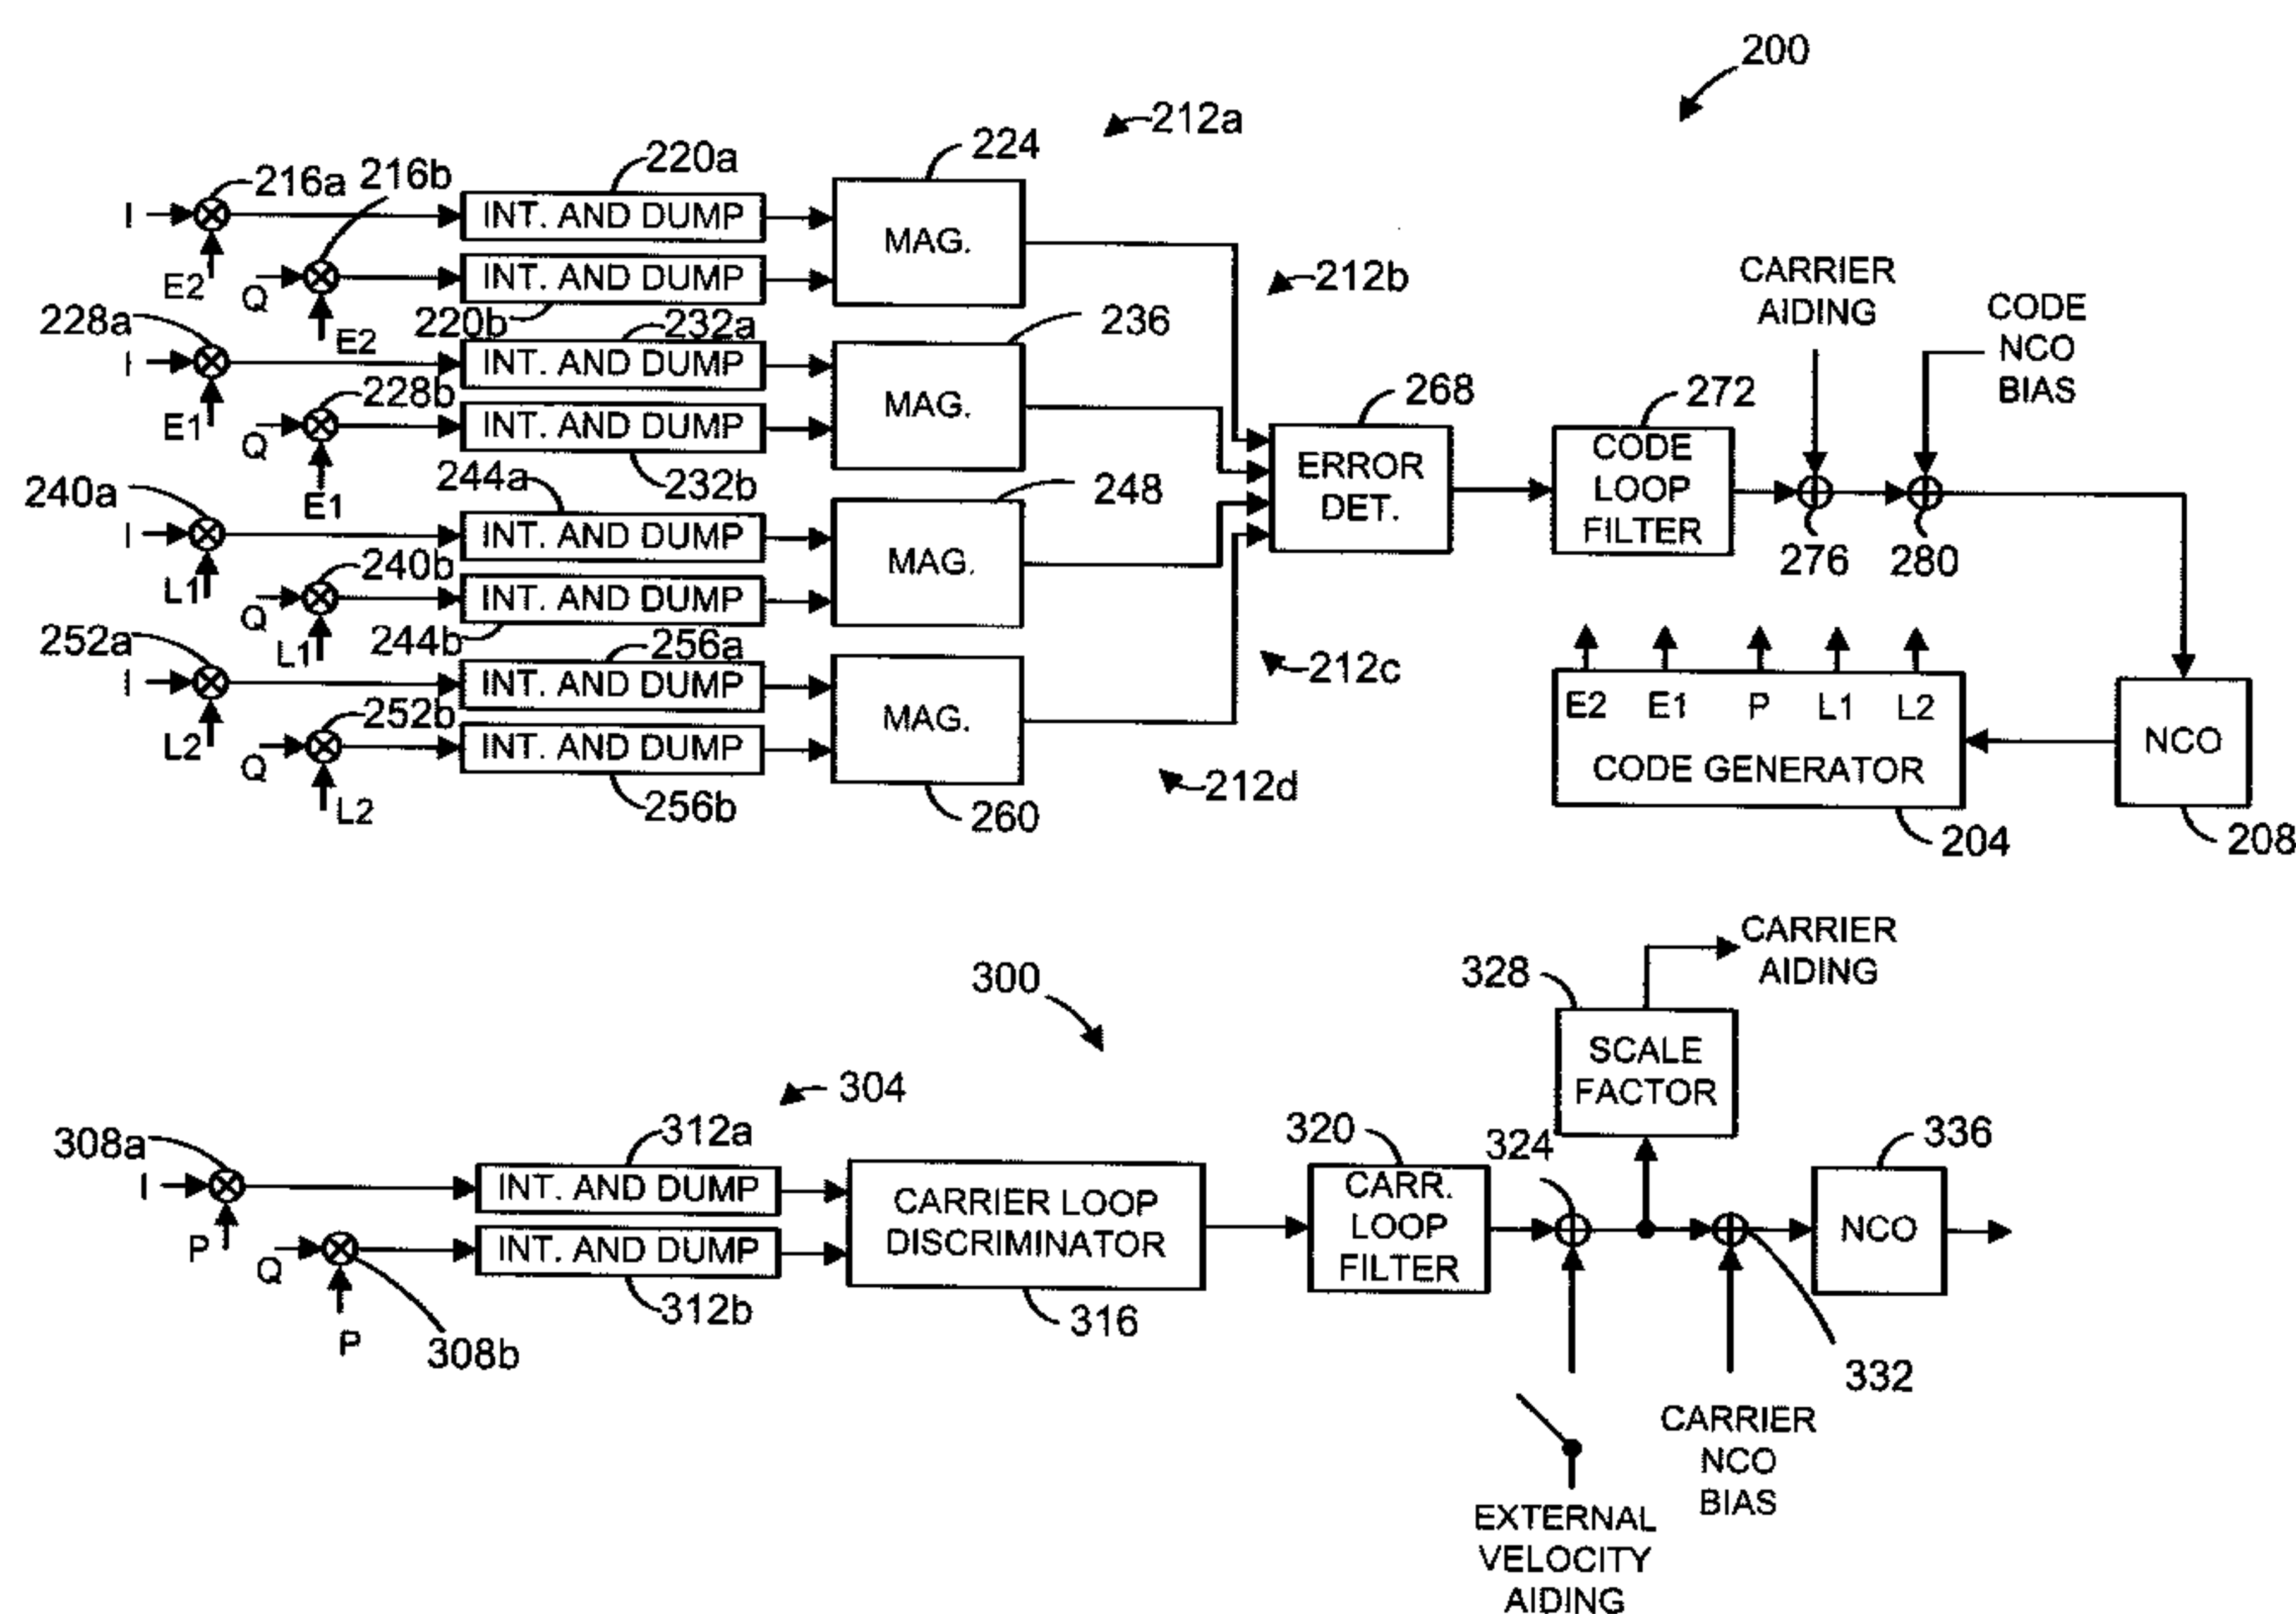 200
212a
224
220a
216b
216a
I
INT. AND DUMP
MAG.
E2
Q
INT. AND DUMP
212b
CARRIER
AIDING
CODE
NCO
BIAS
228a
220b
E2
232a
236
I
INT. AND DUMP
MAG.
E1
228b
Q
INT. AND DUMP
268
272
ERROR
DET.
CODE
LOOP
FILTER
276
280
240a
E1
244a
232b
248
I
INT. AND DUMP
MAG.
L1
240b
Q
INT. AND DUMP
252a
L1
244b
256a
212c
I
INT. AND DUMP
MAG.
L2
252b
Q
INT. AND DUMP
L2
256b
260
212d
E2 E1 P L1 L2
CODE GENERATOR
NCO
204
208
CARRIER
AIDING
328
300
SCALE
FACTOR
304
308a
312a
320
324
336
I
INT. AND DUMP
CARRIER LOOP
DISCRIMINATOR
CARR.
LOOP
FILTER
NCO
P
Q
INT. AND DUMP
P
308b
312b
316
332
CARRIER
NCO
BIAS
EXTERNAL
VELOCITY
AIDING